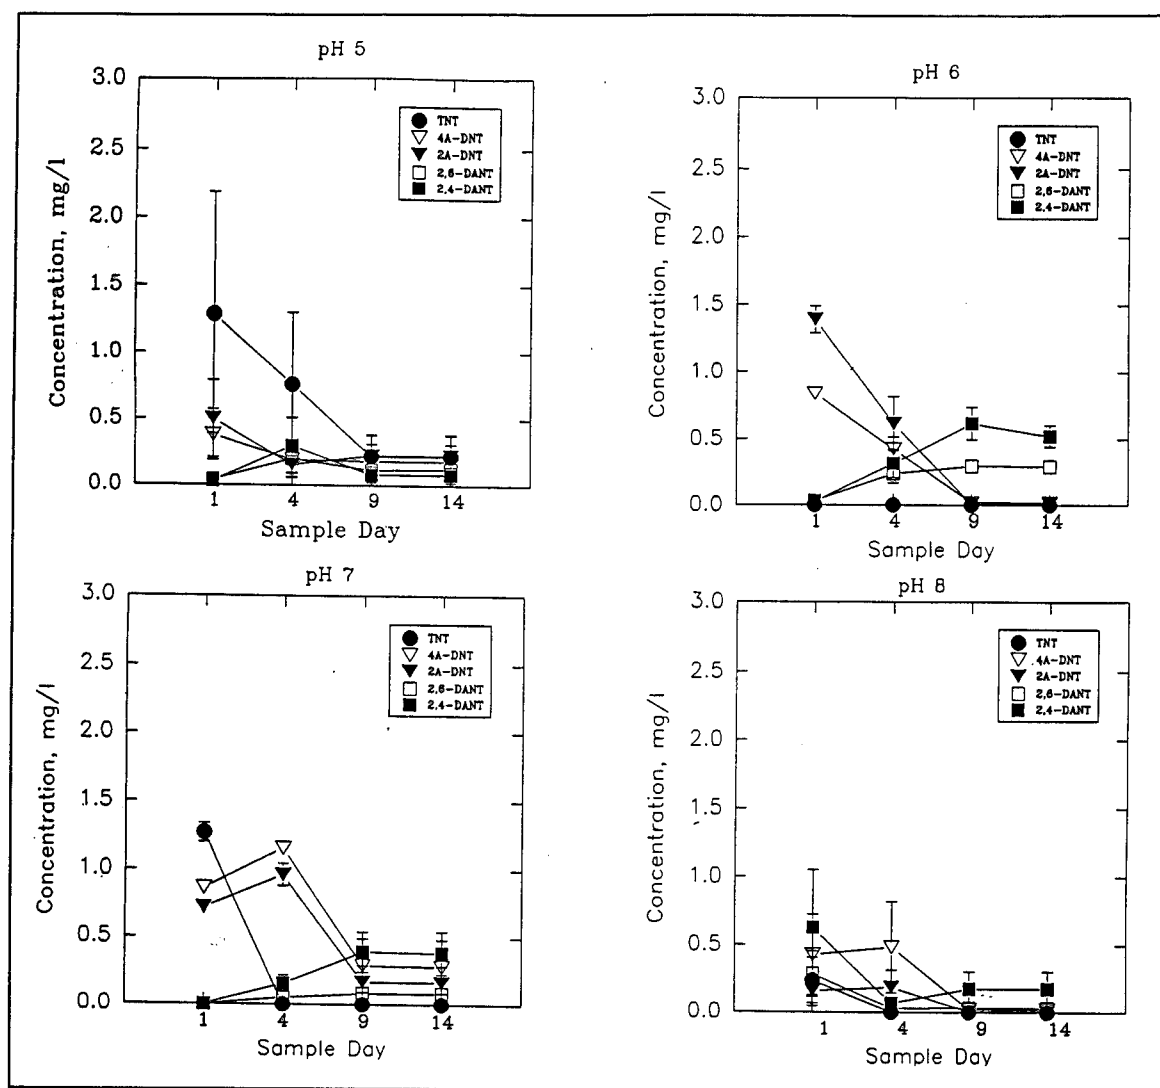 pH 5
3.0
2.5
2.0
1.5
1.0
0.5
0.0
Concentration, mg/l
TNT
4A-DNT
2A-DNT
2,6-DANT
2,4-DANT
1 4 9 14
Sample Day
pH 6
3.0
2.5
2.0
1.5
1.0
0.5
0.0
Concentration, mg/l
TNT
4A-DNT
2A-DNT
2,6-DANT
2,4-DANT
1 4 9 14
Sample Day
pH 7
3.0
2.5
2.0
1.5
1.0
0.5
0.0
Concentration, mg/l
TNT
4A-DNT
2A-DNT
2,6-DANT
2,4-DANT
1 4 9 14
Sample Day
pH 8
3.0
2.5
2.0
1.5
1.0
0.5
0.0
Concentration, mg/l
TNT
4A-DNT
2A-DNT
2,6-DANT
2,4-DANT
1 4 9 14
Sample Day